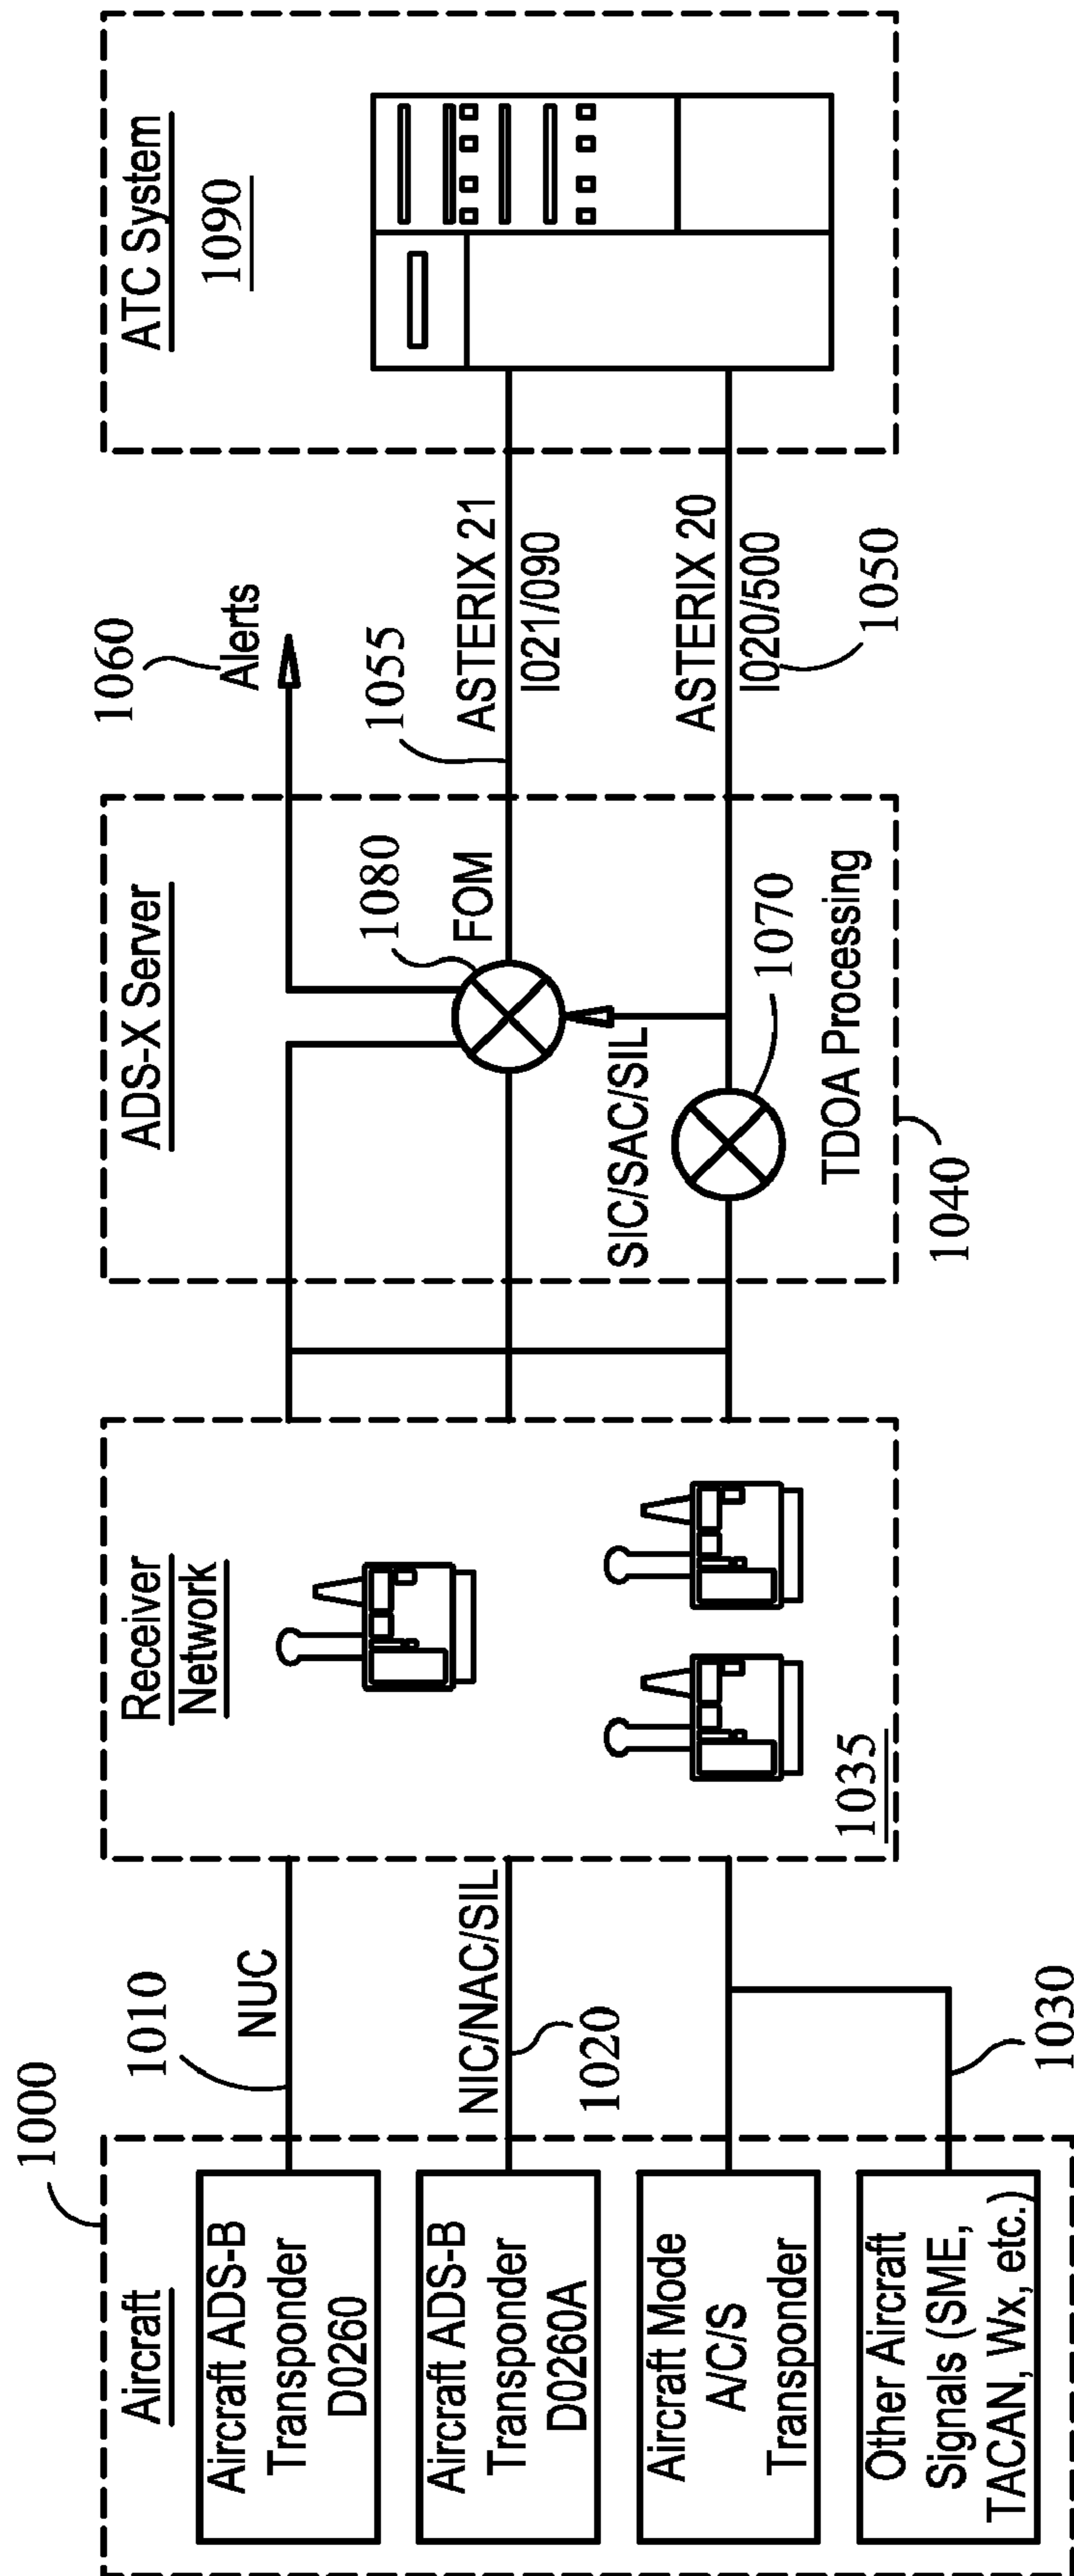 1000
Aircraft
Aircraft ADS-B
Transponder
D0260
Aircraft ADS-B
Transponder
D0260A
Aircraft Mode
A/C/S
Transponder
Other Aircraft
Signals (SME,
TACAN, Wx, etc.)
1010
NUC
NIC/NAC/SIL
1020
1030
Receiver
Network
1035
ADS-X Server
1080
FOM
SIC/SAC/SIL
1070
TDOA Processing
1040
1060
Alerts
1055
ASTERIX 21
I021/090
ASTERIX 20
I020/500
1050
ATC System
1090